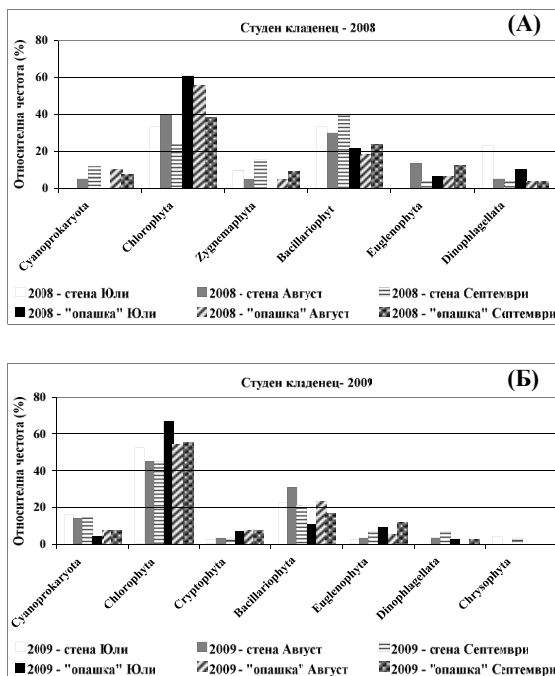 Студен кладенец - 2008
(А)
Относителна честота (%)
80
60
40
20
0
Cyanoprokaryota
Chlorophyta
Zygnemaphyta
Bacillariophyt
Euglenophyta
Dinophlagellata
2008 - стена Юли
2008 - стена Август
2008 - стена Септември
2008 - "опашка" Юли
2008 - "опашка" Август
2008 - "опашка" Септември
Студен кладенец- 2009
(Б)
Относителна честота (%)
80
60
40
20
0
Cyanoprokaryota
Chlorophyta
Cryptophyta
Bacillariophyta
Euglenophyta
Dinophlagellata
Chrysophyta
2009 - стена Юли
2009 - стена Август
2009 - стена Септември
2009 - "опашка" Юли
2009 - "опашка" Август
2009 - "опашка" Септември